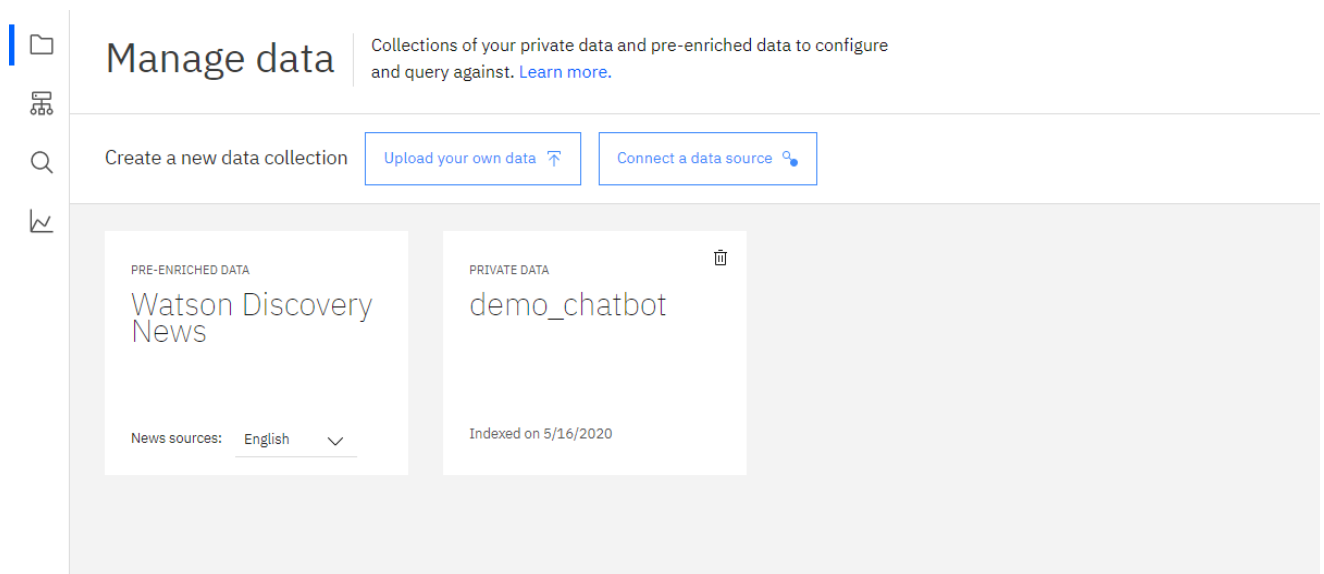 Manage data
Collections of your private data and pre-enriched data to configure
and query against. Learn more.
Create a new data collection
Upload your own data
Connect a data source
PRE-ENRICHED DATA
Watson Discovery
News
News sources: English
PRIVATE DATA
demo_chatbot
Indexed on 5/16/2020